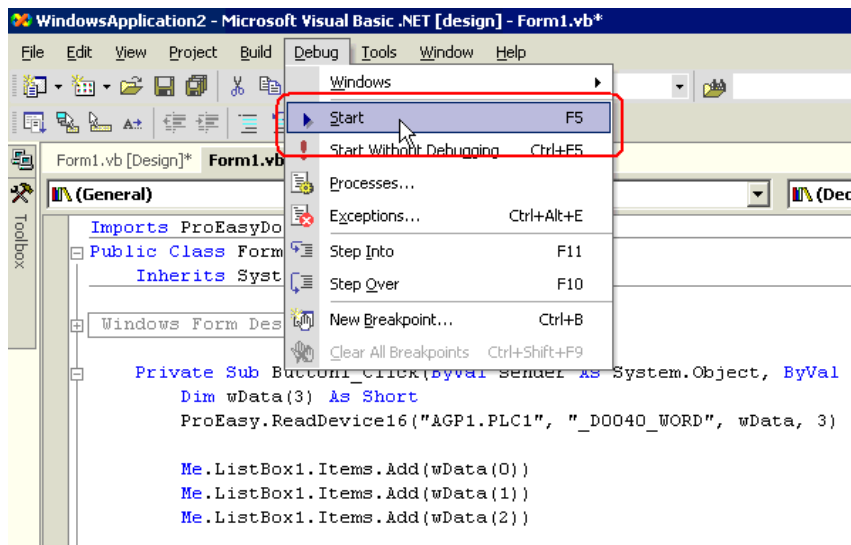 WindowsApplication2 - Microsoft Visual Basic .NET [design] - Form1.vb*
File Edit View Project Build Debug Tools Window Help
Windows
Start F5
Start Without Debugging Ctrl+F5
Processes...
Exceptions... Ctrl+Alt+E
Step Into F11
Step Over F10
New Breakpoint... Ctrl+B
Clear All Breakpoints Ctrl+Shift+F9
Toolbox
Form1.vb [Design]* Form1.vb
(General) (Dec
Imports ProEasyDo
Public Class Form
Inherits Syst
Windows Form Des
Private Sub Button1_Click(ByVal sender As System.Object, ByVal
Dim wData(3) As Short
ProEasy.ReadDevice16("AGP1.PLC1", "_D0040_WORD", wData, 3)
Me.ListBox1.Items.Add(wData(0))
Me.ListBox1.Items.Add(wData(1))
Me.ListBox1.Items.Add(wData(2))